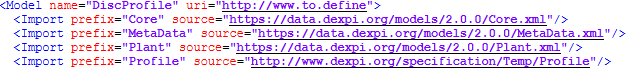 <Model name="DiscProfile" uri="http://www.to.define">
<Import prefix="Core" source="https://data.dexpi.org/models/2.0.0/Core.xml"/>
<Import prefix="MetaData" source="https://data.dexpi.org/models/2.0.0/MetaData.xml"/>
<Import prefix="Plant" source="https://data.dexpi.org/models/2.0.0/Plant.xml"/>
<Import prefix="Profile" source="http://www.dexpi.org/specification/Temp/Profile"/>